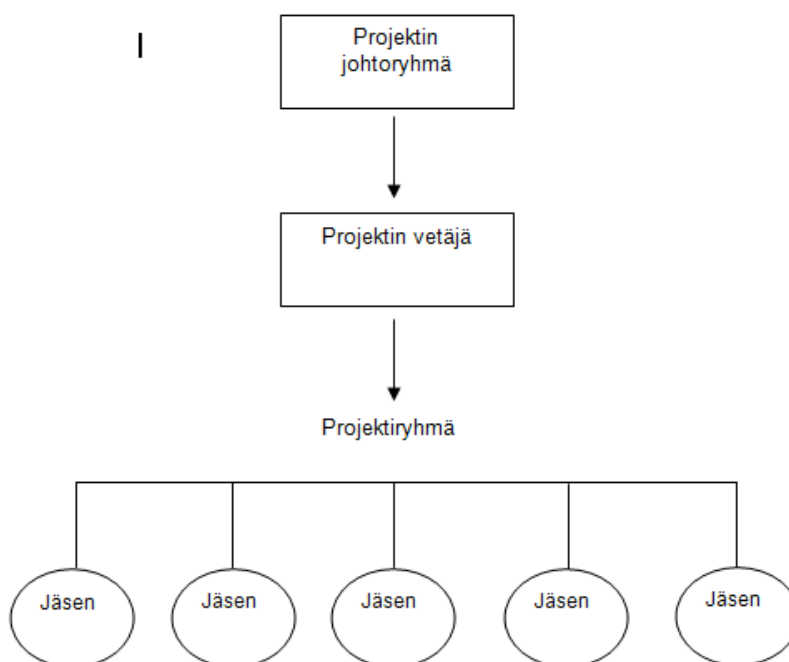 Projektin
johtoryhmä
Projektin vetäjä
Projektiryhmä
Jäsen
Jäsen
Jäsen
Jäsen
Jäsen